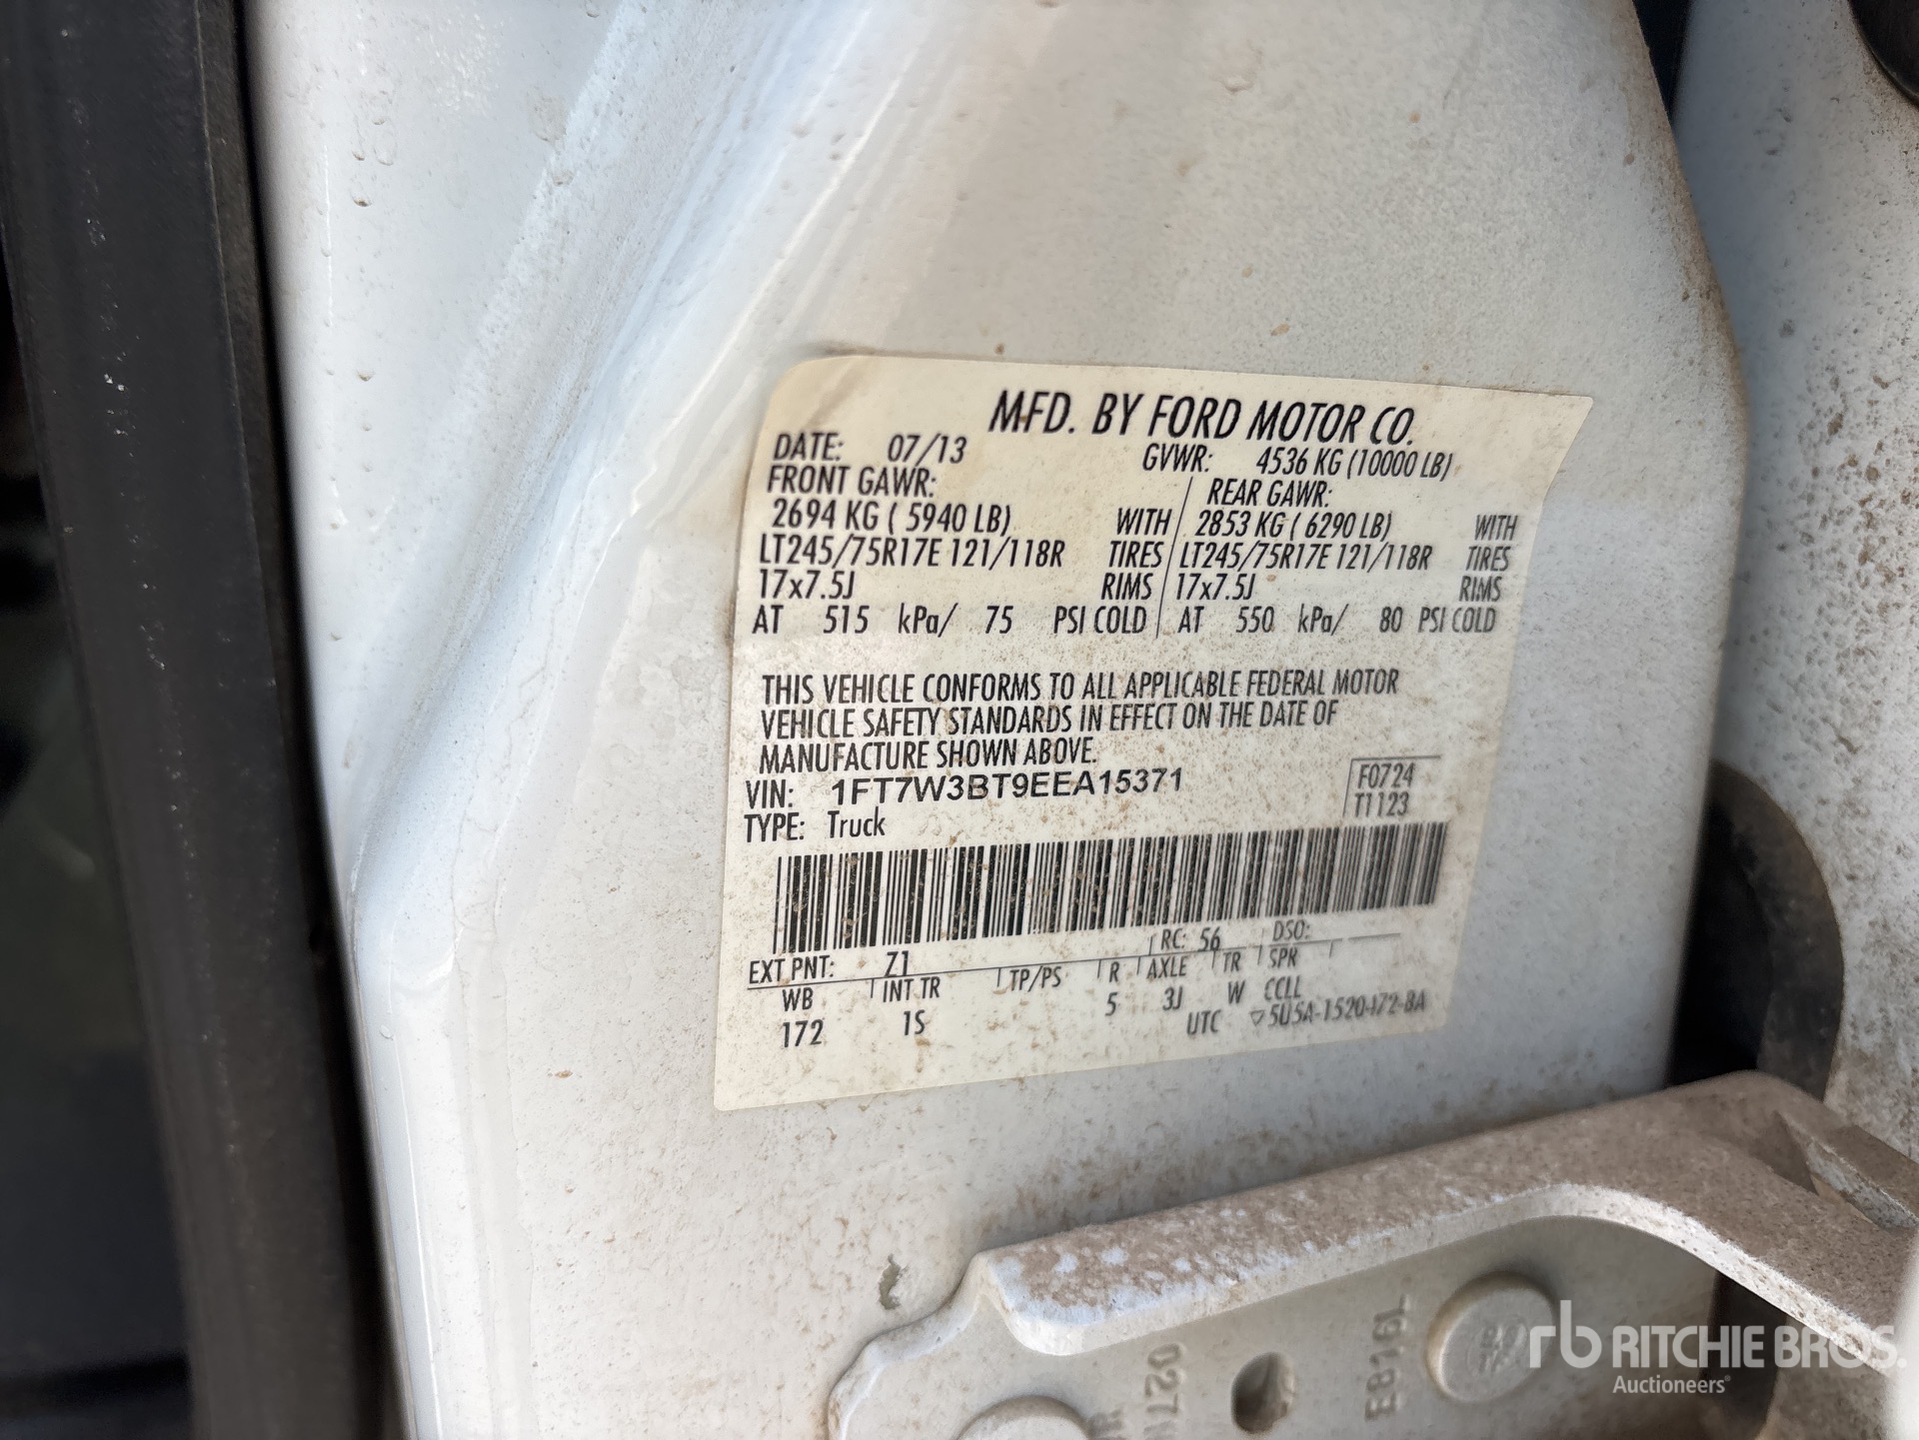 MFD. BY FORD MOTOR CO.
DATE: 07/13 GVWR: 4536 KG (10000 LB)
FRONT GAWR: REAR GAWR:
2694 KG ( 5940 LB) WITH 2853 KG ( 6290 LB) WITH
LT245/75R17E 121/118R TIRES LT245/75R17E 121/118R TIRES
17x7.5J RIMS 17x7.5J RIMS
AT 515 kPa/ 75 PSI COLD AT 550 kPa/ 80 PSI COLD
THIS VEHICLE CONFORMS TO ALL APPLICABLE FEDERAL MOTOR
VEHICLE SAFETY STANDARDS IN EFFECT ON THE DATE OF
MANUFACTURE SHOWN ABOVE.
VIN: 1FT7W3BT9EEA15371
F0724
TYPE: Truck
T1123
EXT PNT: Z1 RC: 56 DSO:
WB INT TR TP/PS R AXLE TR SPR
172 1S 5 3J W CCLL
UTC ▽5U5A-1520472-BA
E816L
rb RITCHIE BROS.
Auctioneers®